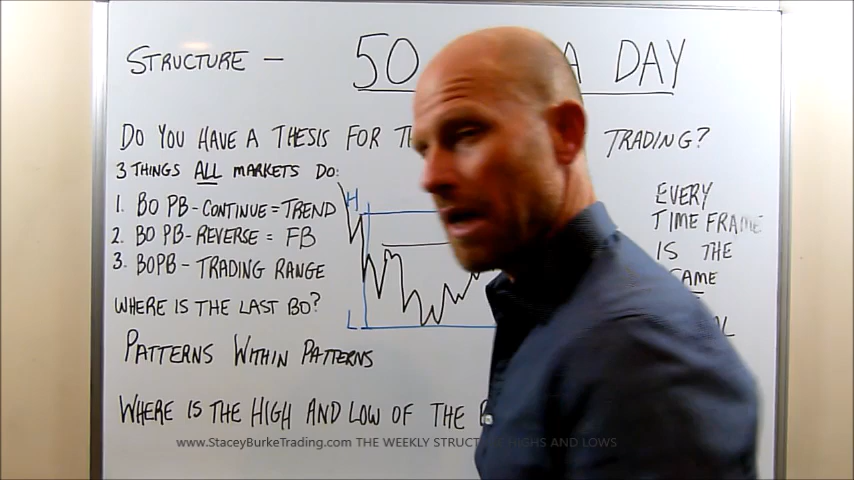 STRUCTURE — 50 A DAY
DO YOU HAVE A THESIS FOR TRADING?
3 THINGS ALL MARKETS DO:
1. BO PB-CONTINUE=TREND
2. BO PB-REVERSE = FB
3. BOPB-TRADING RANGE
WHERE IS THE LAST BO?
PATTERNS WITHIN PATTERNS
WHERE IS THE HIGH AND LOW OF THE
H
L
EVERY
TIME FRAME
IS THE
www.StaceyBurkeTrading.com THE WEEKLY AND LOWS